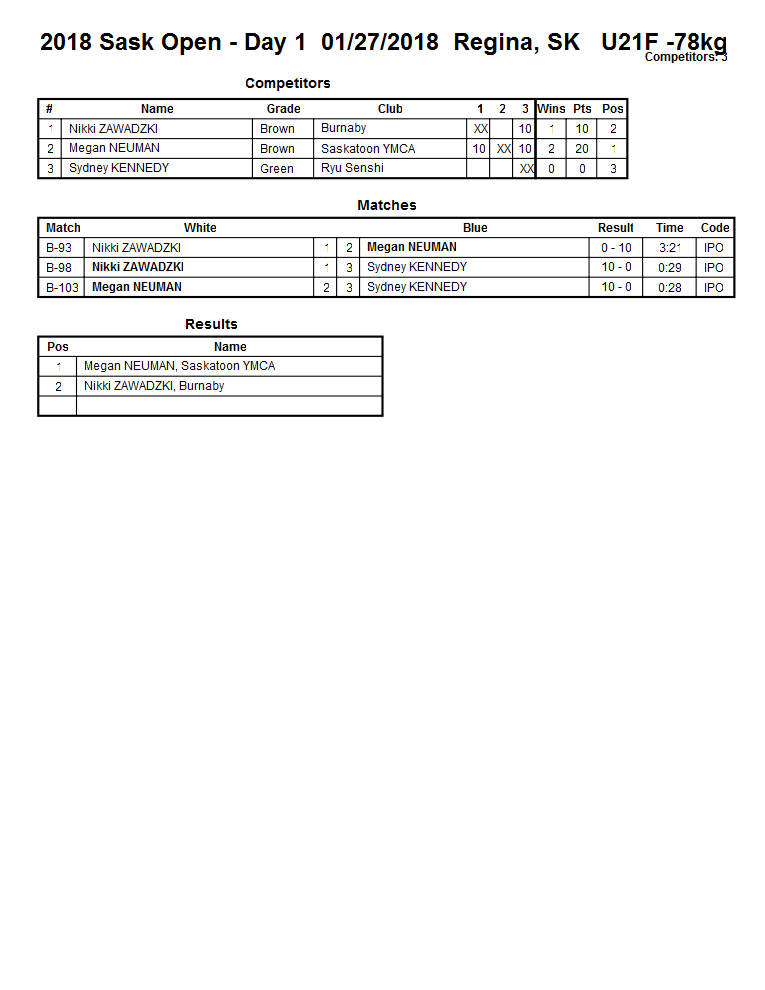 2018 Sask Open - Day 1 01/27/2018 Regina, SK U21F -78kg
Competitors: 3
Competitors
# Name Grade Club 1 2 3 Wins Pts Pos
1 Nikki ZAWADZKI Brown Burnaby XX 10 1 10 2
2 Megan NEUMAN Brown Saskatoon YMCA 10 XX 10 2 20 1
3 Sydney KENNEDY Green Ryu Senshi XX 0 0 3
Matches
Match White Blue Result Time Code
B-93 Nikki ZAWADZKI 1 2 Megan NEUMAN 0 - 10 3:21 IPO
B-98 Nikki ZAWADZKI 1 3 Sydney KENNEDY 10 - 0 0:29 IPO
B-103 Megan NEUMAN 2 3 Sydney KENNEDY 10 - 0 0:28 IPO
Results
Pos Name
1 Megan NEUMAN, Saskatoon YMCA
2 Nikki ZAWADZKI, Burnaby